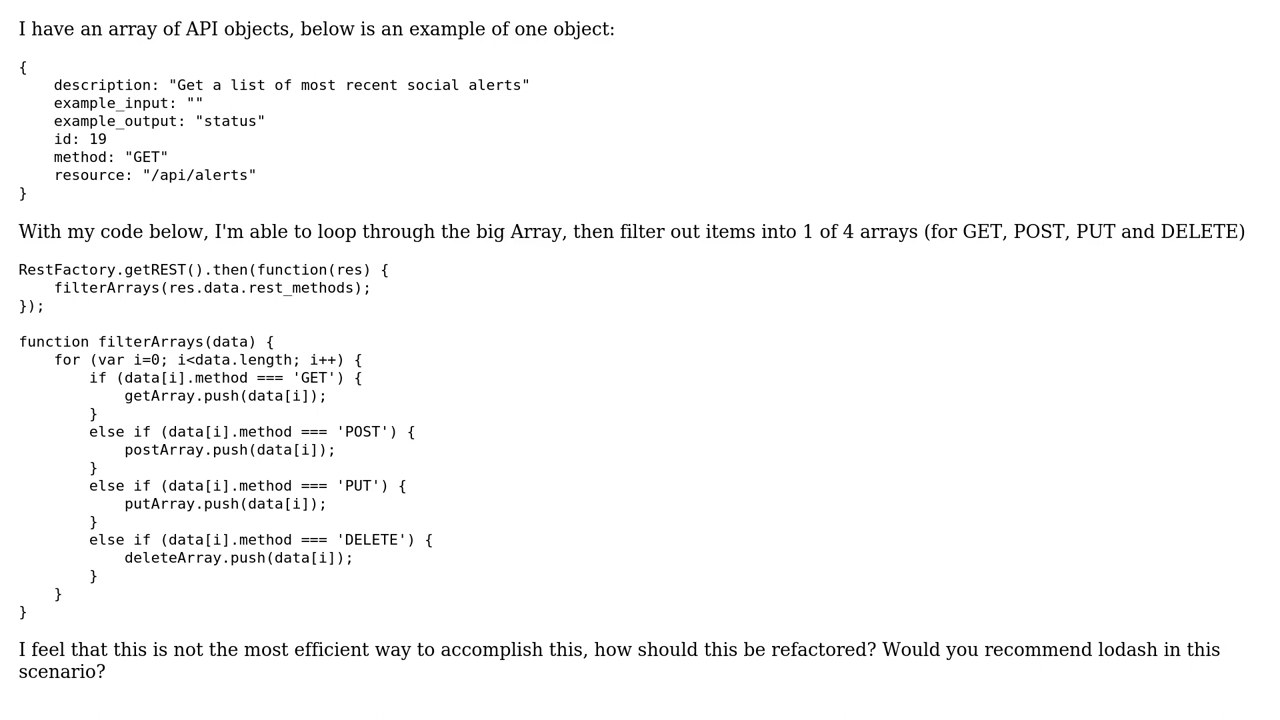 I have an array of API objects, below is an example of one object:
{
    description: "Get a list of most recent social alerts"
    example_input: ""
    example_output: "status"
    id: 19
    method: "GET"
    resource: "/api/alerts"
}
With my code below, I'm able to loop through the big Array, then filter out items into 1 of 4 arrays (for GET, POST, PUT and DELETE)
RestFactory.getREST().then(function(res) {
    filterArrays(res.data.rest_methods);
});
function filterArrays(data) {
    for (var i=0; i<data.length; i++) {
        if (data[i].method === 'GET') {
            getArray.push(data[i]);
        }
        else if (data[i].method === 'POST') {
            postArray.push(data[i]);
        }
        else if (data[i].method === 'PUT') {
            putArray.push(data[i]);
        }
        else if (data[i].method === 'DELETE') {
            deleteArray.push(data[i]);
        }
    }
}
I feel that this is not the most efficient way to accomplish this, how should this be refactored? Would you recommend lodash in this
scenario?